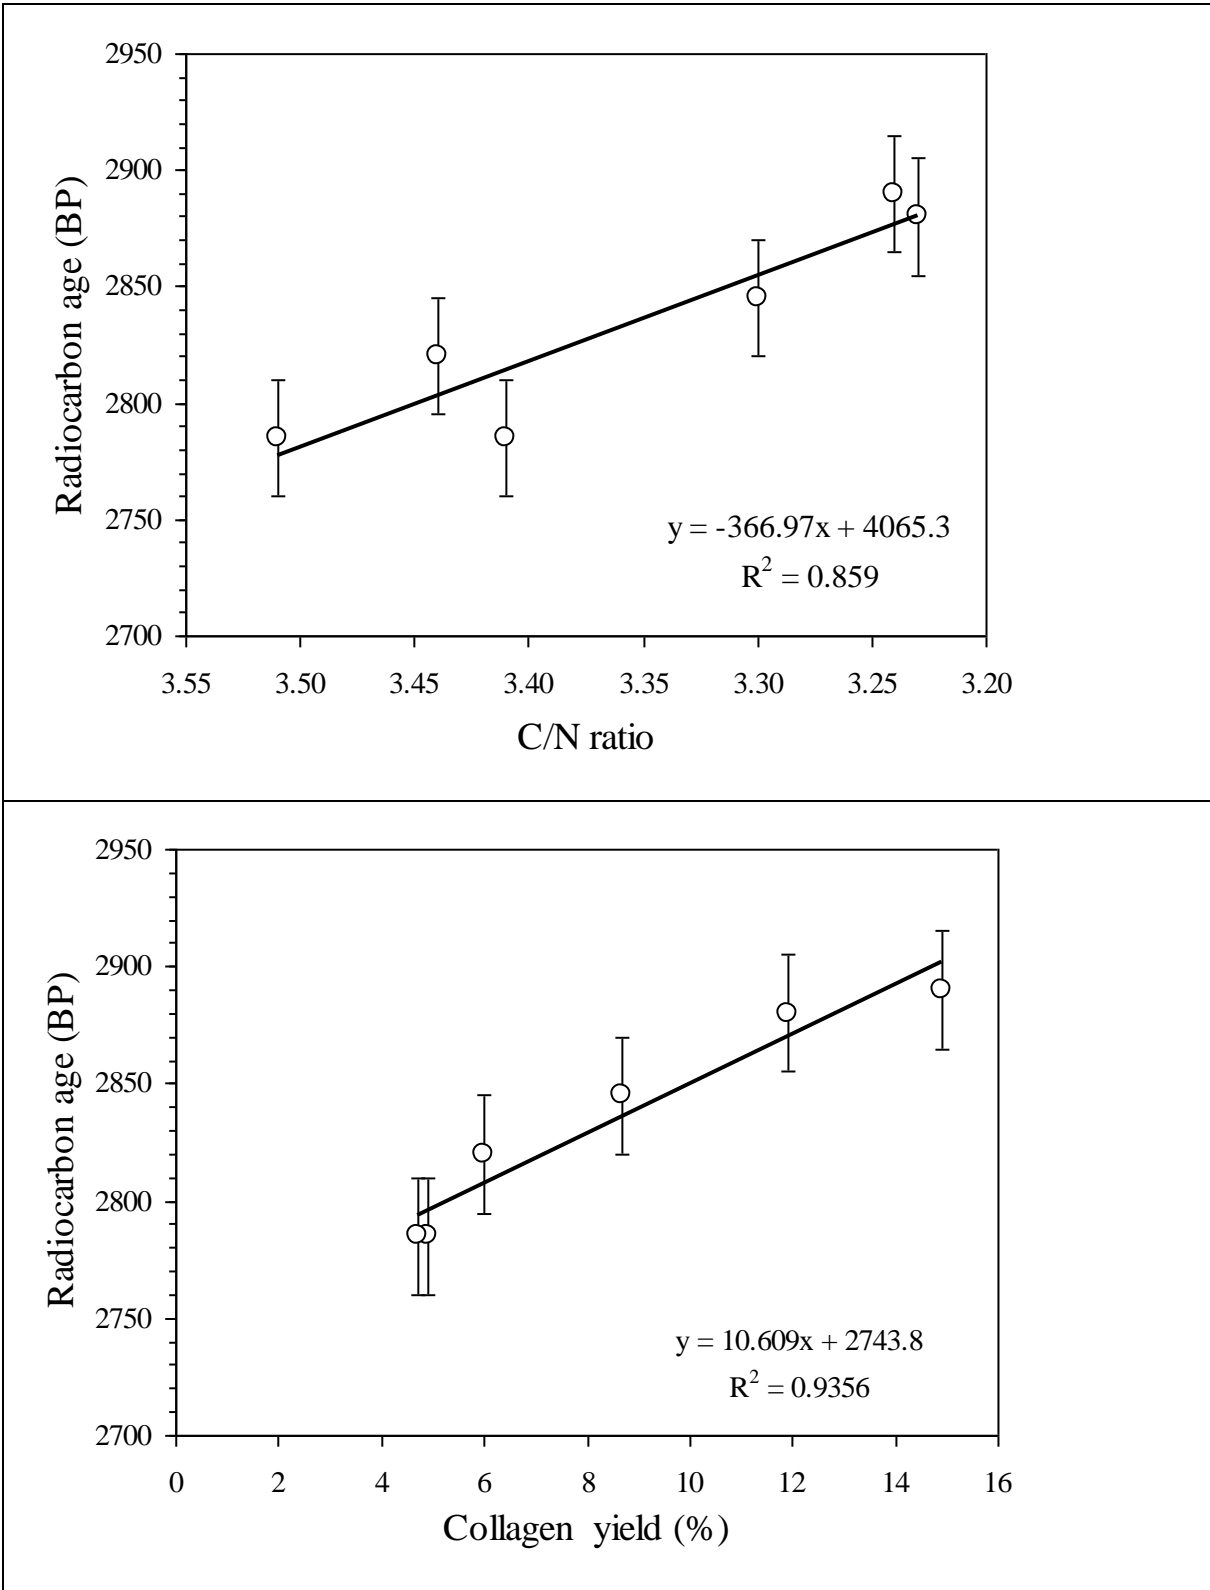 2950
2900
2850
2800
2750
2700
Radiocarbon age (BP)
y = -366.97x + 4065.3
R² = 0.859
3.55 3.50 3.45 3.40 3.35 3.30 3.25 3.20
C/N ratio
2950
2900
2850
2800
2750
2700
Radiocarbon age (BP)
y = 10.609x + 2743.8
R² = 0.9356
0 2 4 6 8 10 12 14 16
Collagen yield (%)